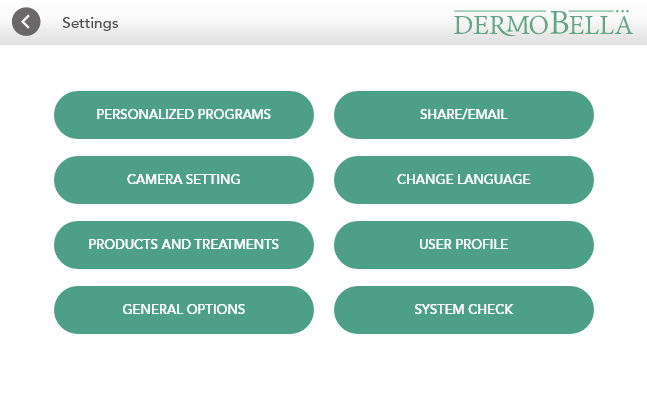 Settings
DERMOBELLA
PERSONALIZED PROGRAMS
SHARE/EMAIL
CAMERA SETTING
CHANGE LANGUAGE
PRODUCTS AND TREATMENTS
USER PROFILE
GENERAL OPTIONS
SYSTEM CHECK